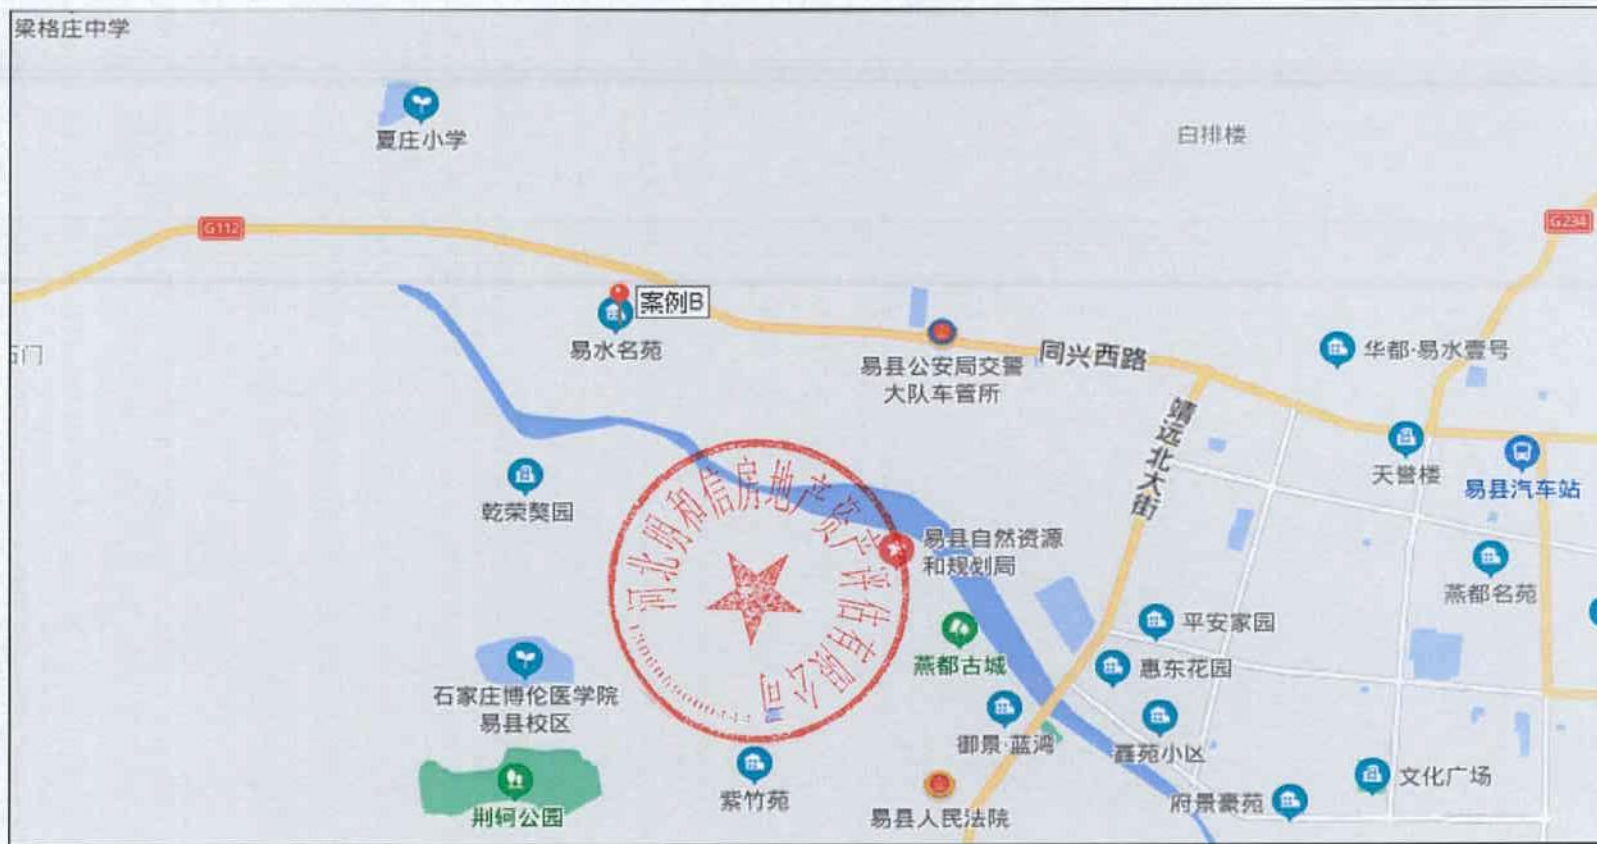 梁格庄中学
夏庄小学
白排楼
G112
G234
案例B
易水名苑
易县公安局交警
大队车管所
同兴西路
华都·易水壹号
门
靖远北大街
天誉楼
易县汽车站
乾荣獒园
易县自然资源
和规划局
燕都名苑
河北明和信房地产资产评估有限公司
平安家园
燕都古城
惠东花园
石家庄博伦医学院
易县校区
御景·蓝湾
鑫苑小区
紫竹苑
文化广场
荆轲公园
易县人民法院
府景豪苑